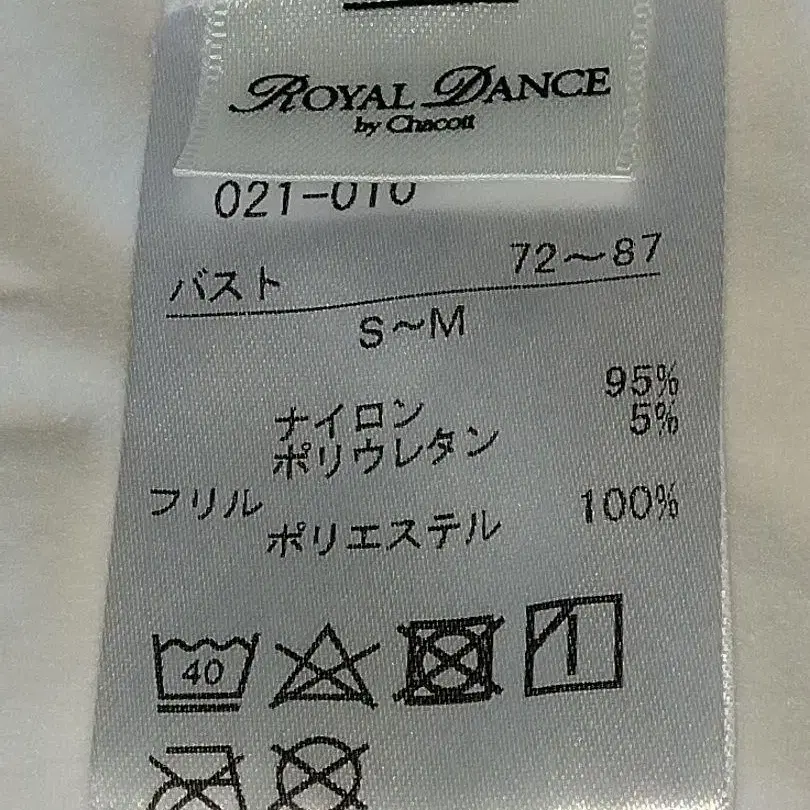 ROYAL DANCE
by Chacott
021-010
バスト 72～87
S～M
ナイロン 95%
ポリウレタン 5%
フリル
ポリエステル 100%
40